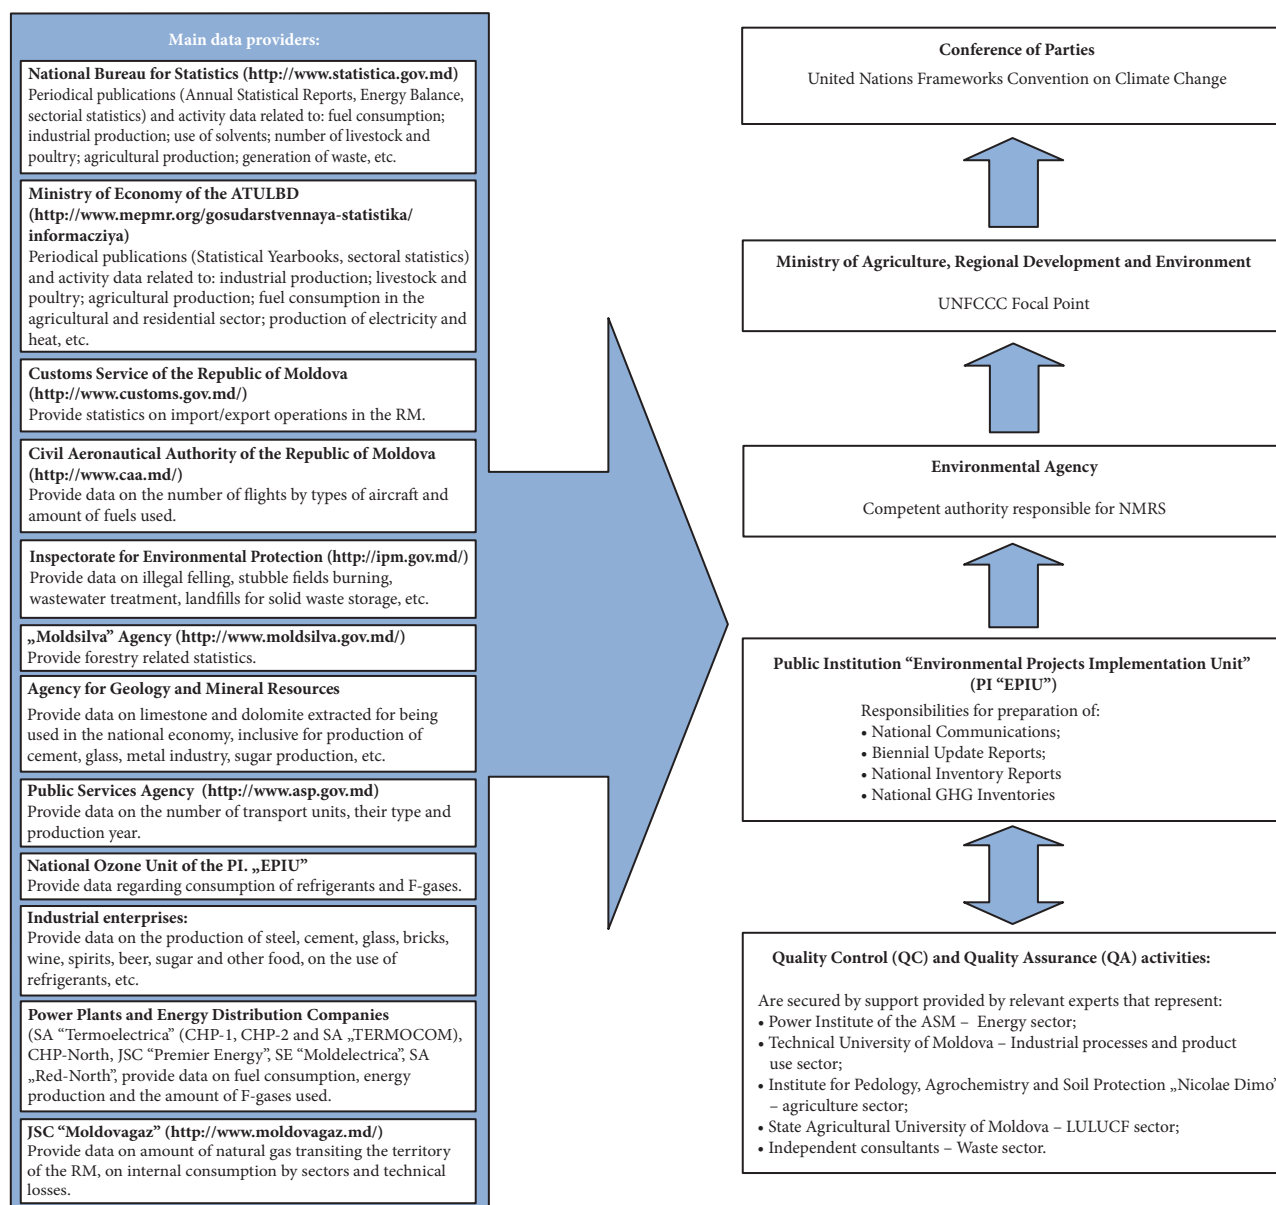 Main data providers:
National Bureau for Statistics (http://www.statistica.gov.md)
Periodical publications (Annual Statistical Reports, Energy Balance,
sectorial statistics) and activity data related to: fuel consumption;
industrial production; use of solvents; number of livestock and
poultry; agricultural production; generation of waste, etc.
Ministry of Economy of the ATULBD
(http://www.mepmr.org/gosudarstvennaya-statistika/
informacziya)
Periodical publications (Statistical Yearbooks, sectoral statistics)
and activity data related to: industrial production; livestock and
poultry; agricultural production; fuel consumption in the
agricultural and residential sector; production of electricity and
heat, etc.
Customs Service of the Republic of Moldova
(http://www.customs.gov.md/)
Provide statistics on import/export operations in the RM.
Civil Aeronautical Authority of the Republic of Moldova
(http://www.caa.md/)
Provide data on the number of flights by types of aircraft and
amount of fuels used.
Inspectorate for Environmental Protection (http://ipm.gov.md/)
Provide data on illegal felling, stubble fields burning,
wastewater treatment, landfills for solid waste storage, etc.
„Moldsilva” Agency (http://www.moldsilva.gov.md/)
Provide forestry related statistics.
Agency for Geology and Mineral Resources
Provide data on limestone and dolomite extracted for being
used in the national economy, inclusive for production of
cement, glass, metal industry, sugar production, etc.
Public Services Agency (http://www.asp.gov.md)
Provide data on the number of transport units, their type and
production year.
National Ozone Unit of the PI. „EPIU”
Provide data regarding consumption of refrigerants and F-gases.
Industrial enterprises:
Provide data on the production of steel, cement, glass, bricks,
wine, spirits, beer, sugar and other food, on the use of
refrigerants, etc.
Power Plants and Energy Distribution Companies
(SA “Termoelectrica” (CHP-1, CHP-2 and SA „TERMOCOM),
CHP-North, JSC “Premier Energy”, SE “Moldelectrica”, SA
„Red-North”, provide data on fuel consumption, energy
production and the amount of F-gases used.
JSC “Moldovagaz” (http://www.moldovagaz.md/)
Provide data on amount of natural gas transiting the territory
of the RM, on internal consumption by sectors and technical
losses.
Conference of Parties
United Nations Frameworks Convention on Climate Change
Ministry of Agriculture, Regional Development and Environment
UNFCCC Focal Point
Environmental Agency
Competent authority responsible for NMRS
Public Institution “Environmental Projects Implementation Unit”
(PI “EPIU”)
Responsibilities for preparation of:
• National Communications;
• Biennial Update Reports;
• National Inventory Reports
• National GHG Inventories
Quality Control (QC) and Quality Assurance (QA) activities:
Are secured by support provided by relevant experts that represent:
• Power Institute of the ASM – Energy sector;
• Technical University of Moldova – Industrial processes and product
use sector;
• Institute for Pedology, Agrochemistry and Soil Protection „Nicolae Dimo”
– agriculture sector;
• State Agricultural University of Moldova – LULUCF sector;
• Independent consultants – Waste sector.